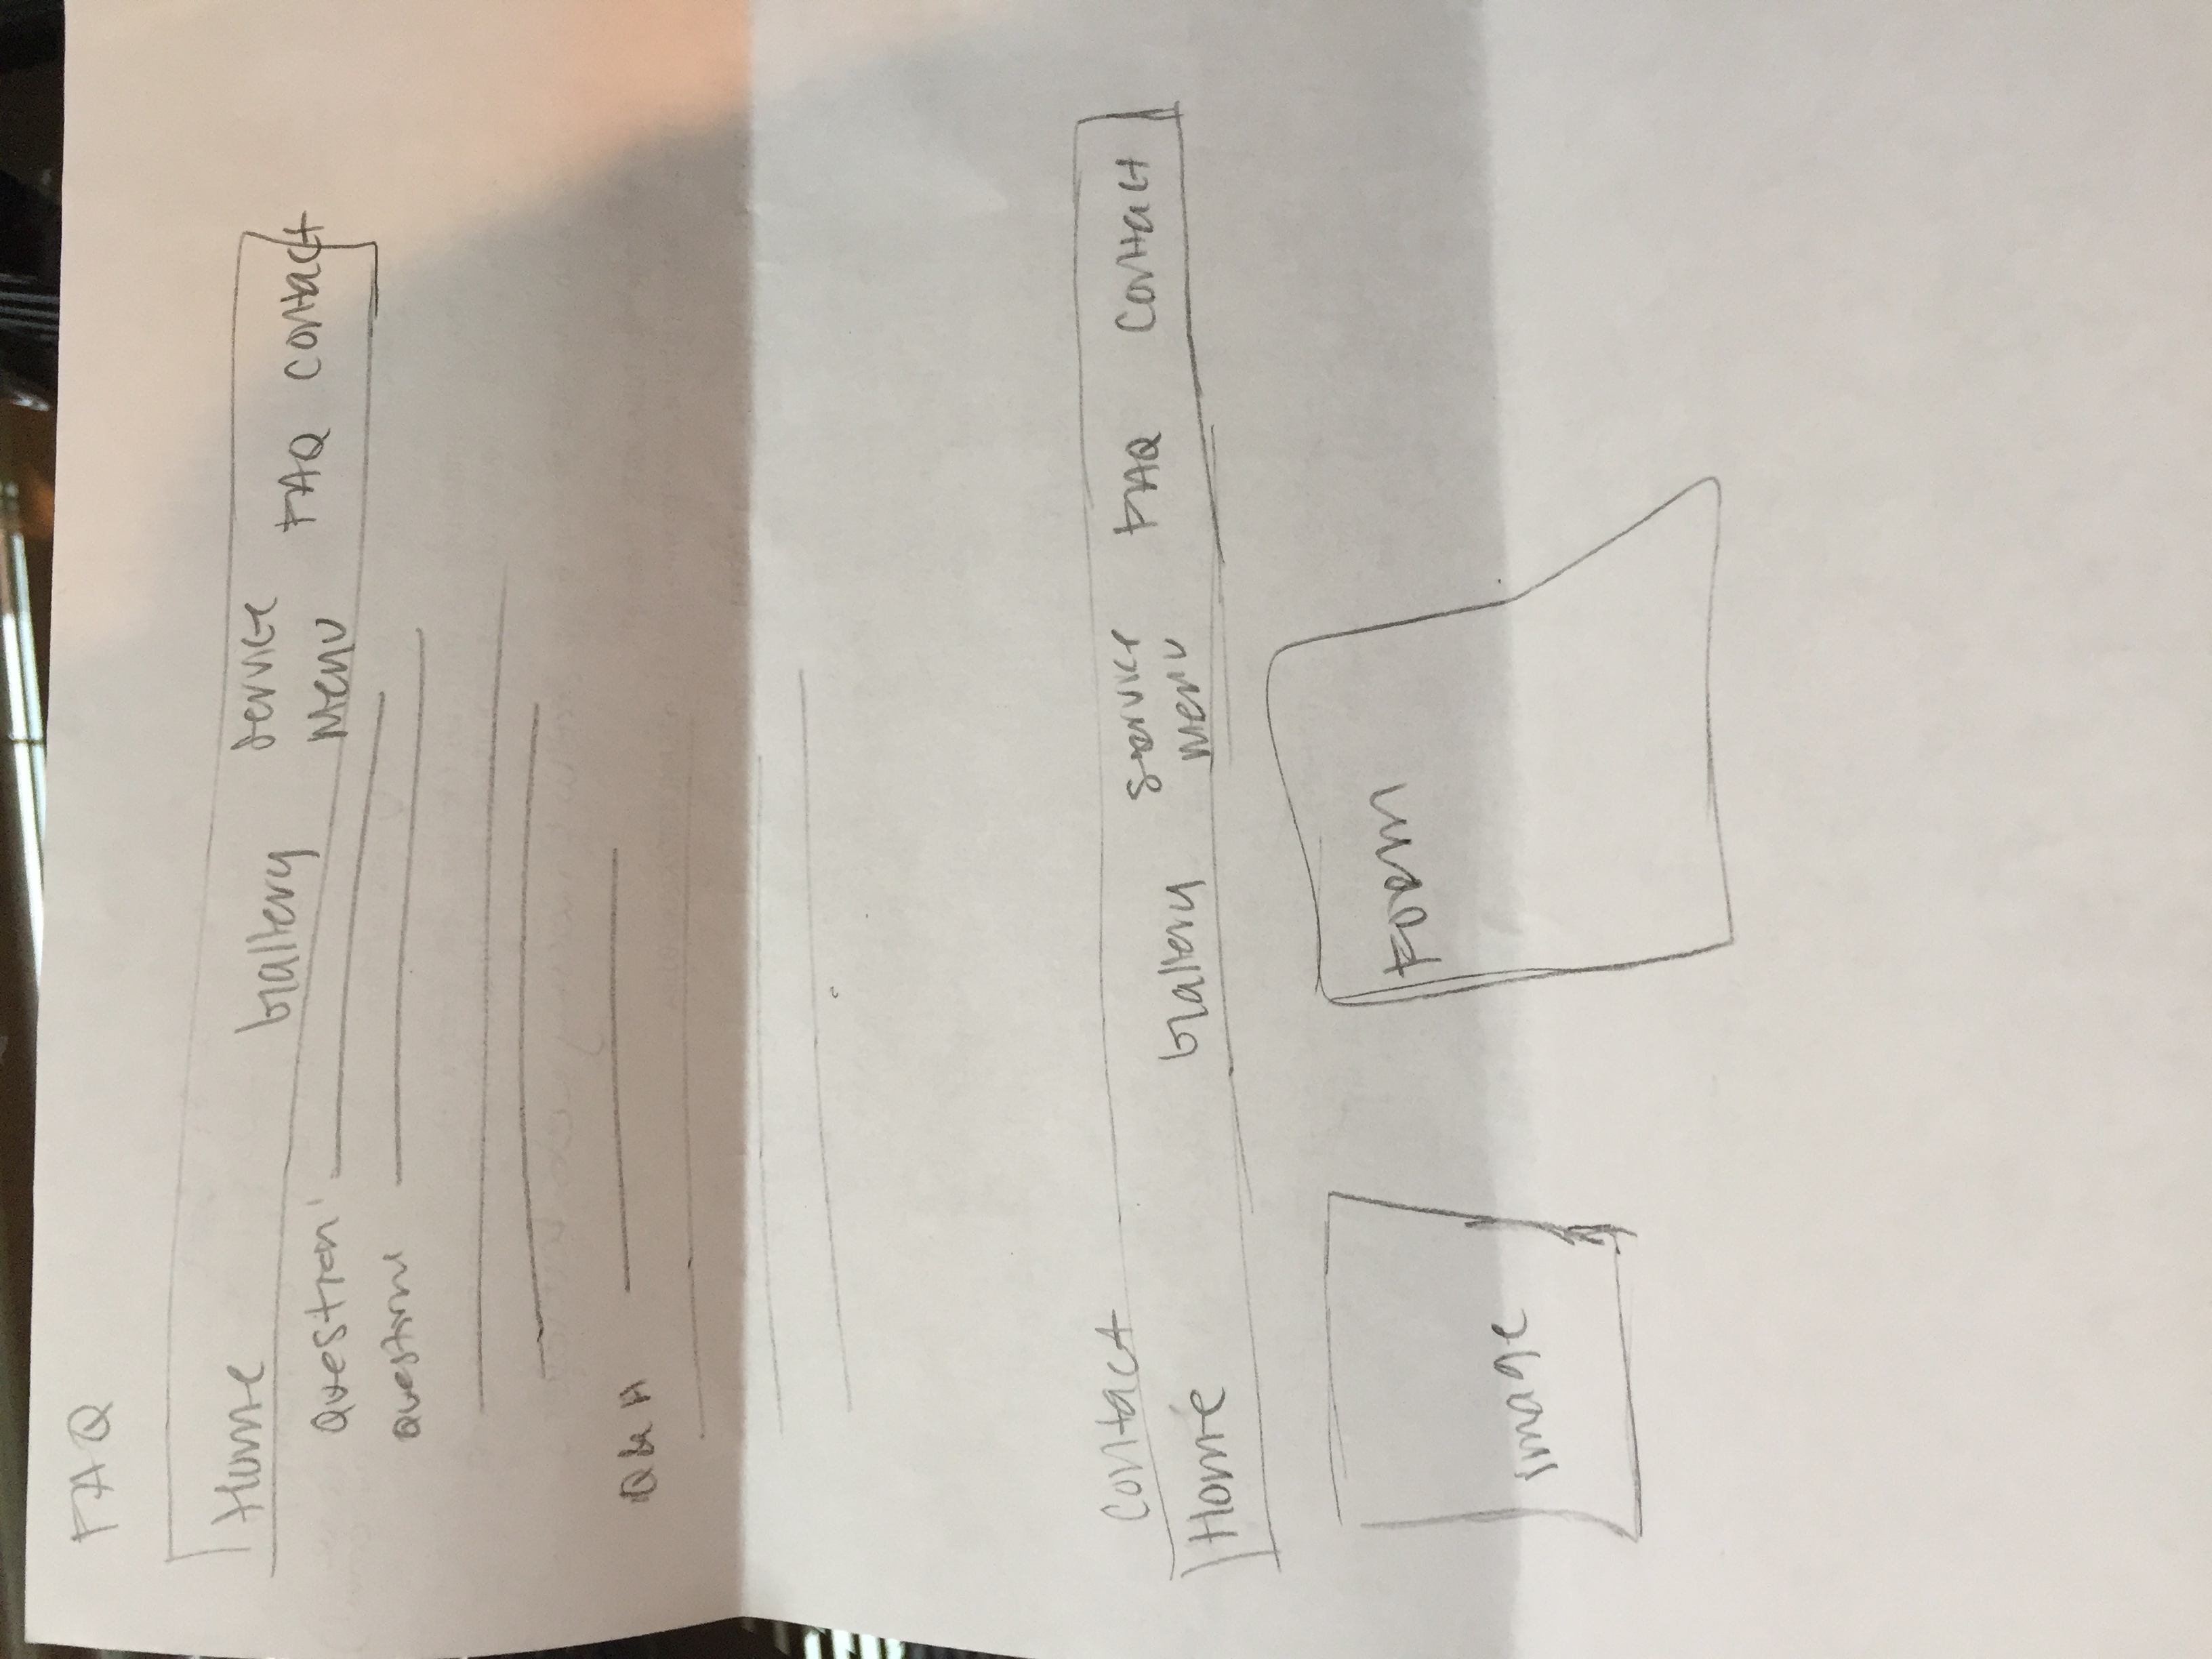 FAQ
Home Gallery Service Menu FAQ Contact
Question
Question
Q & A
Contact
Home Gallery Service Menu FAQ Contact
Image
FORM